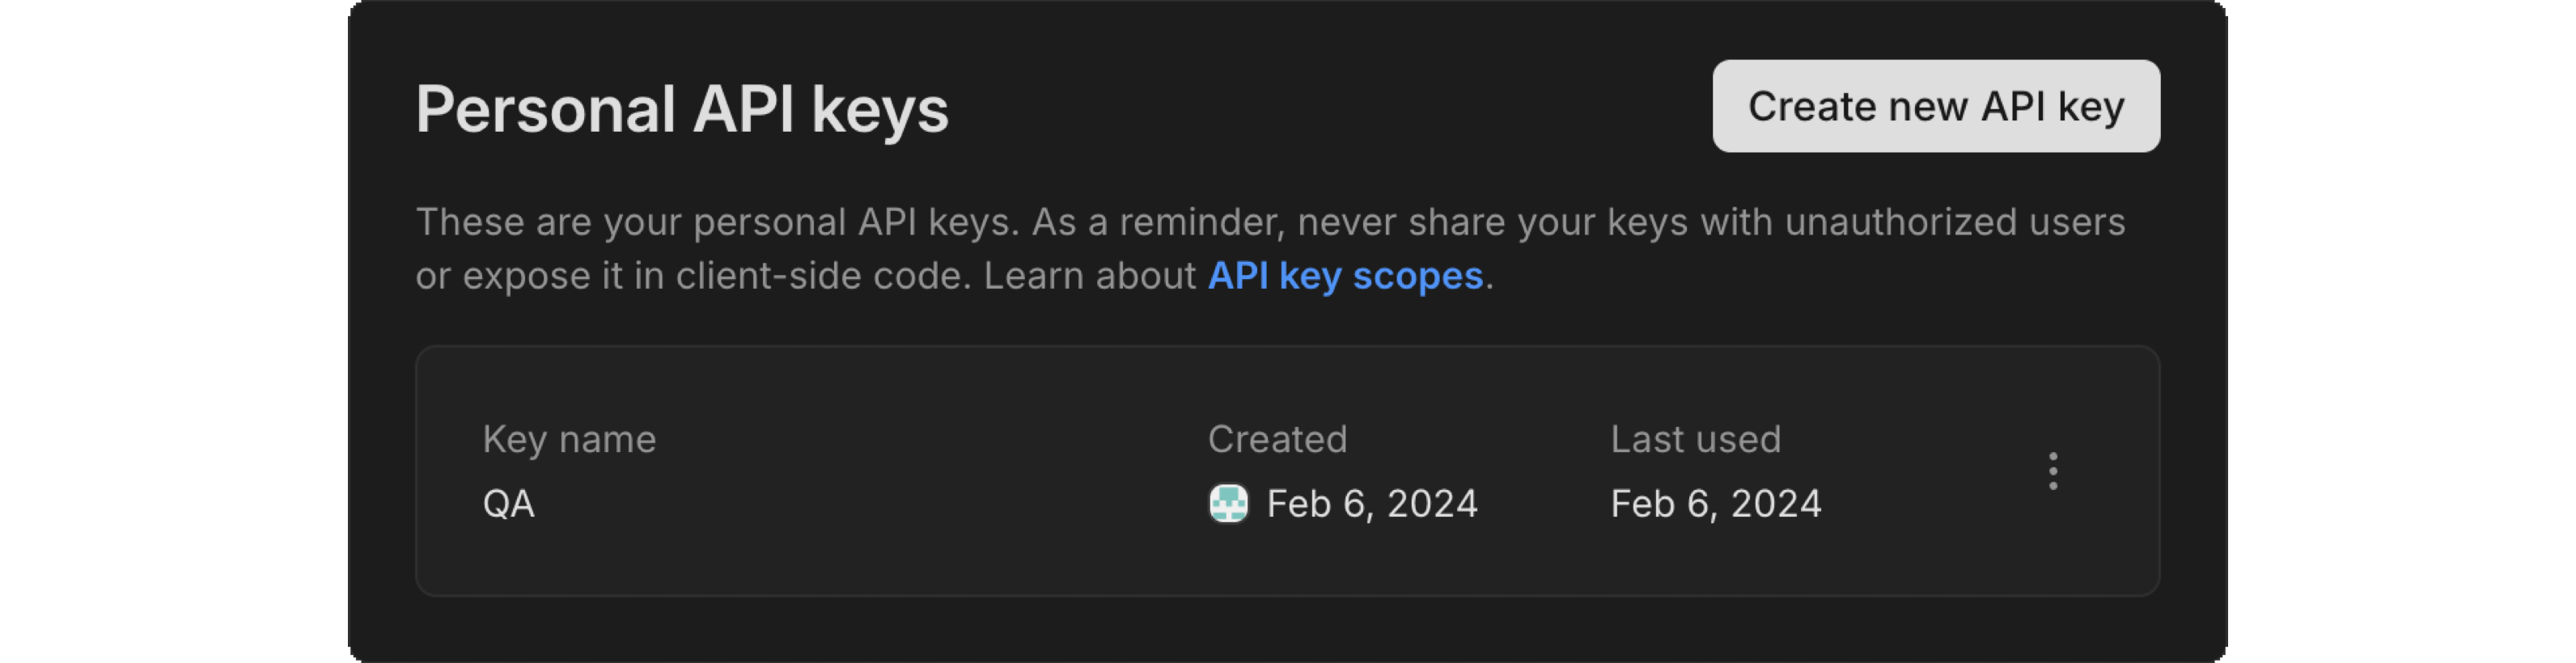 Personal API keys
Create new API key
These are your personal API keys. As a reminder, never share your keys with unauthorized users
or expose it in client-side code. Learn about API key scopes.
Key name
Created
Last used
QA
Feb 6, 2024
Feb 6, 2024